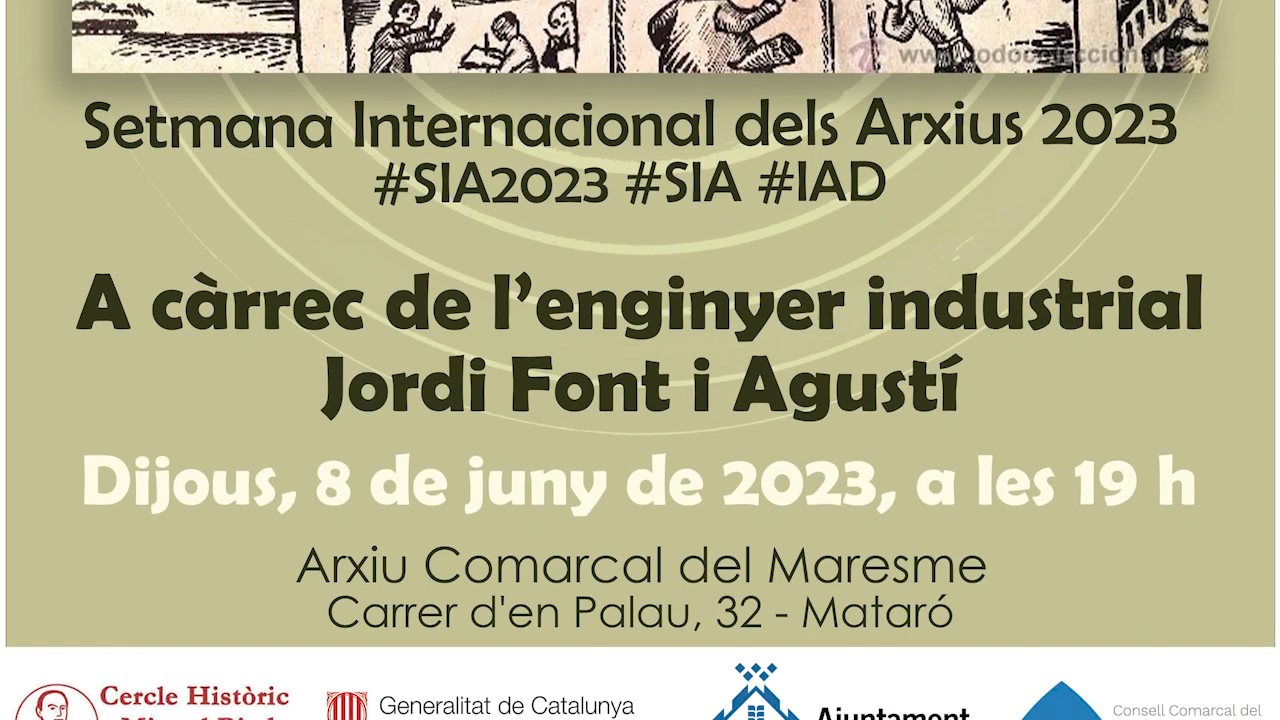 Setmana Internacional dels Arxius 2023
#SIA2023 #SIA #IAD
A càrrec de l’enginyer industrial
Jordi Font i Agustí
Dijous, 8 de juny de 2023, a les 19 h
Arxiu Comarcal del Maresme
Carrer d'en Palau, 32 - Mataró
Cercle Històric
Generalitat de Catalunya
Ajuntament
Consell Comarcal del